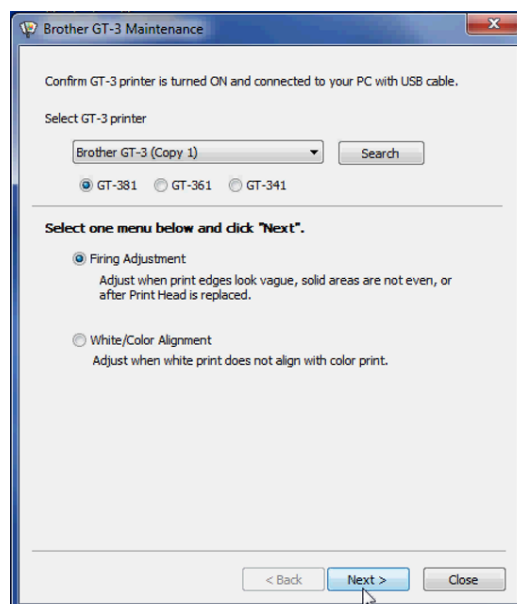 Brother GT-3 Maintenance
Confirm GT-3 printer is turned ON and connected to your PC with USB cable.
Select GT-3 printer
Brother GT-3 (Copy 1)
Search
GT-381 GT-361 GT-341
Select one menu below and click "Next".
Firing Adjustment
Adjust when print edges look vague, solid areas are not even, or
after Print Head is replaced.
White/Color Alignment
Adjust when white print does not align with color print.
< Back Next > Close